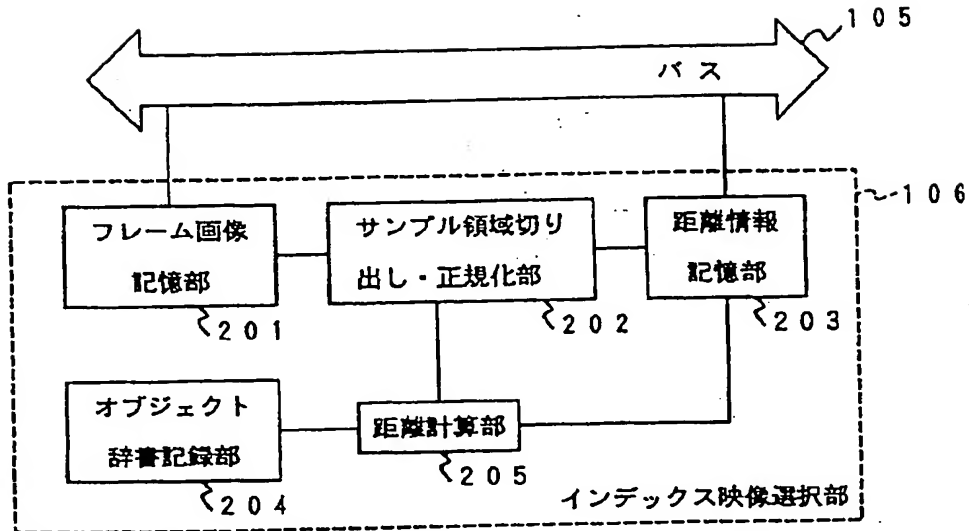 105
バス
106
フレーム画像
記憶部
201
サンプル領域切り
出し・正規化部
202
距離情報
記憶部
203
オブジェクト
辞書記録部
204
距離計算部
205
インデックス映像選択部